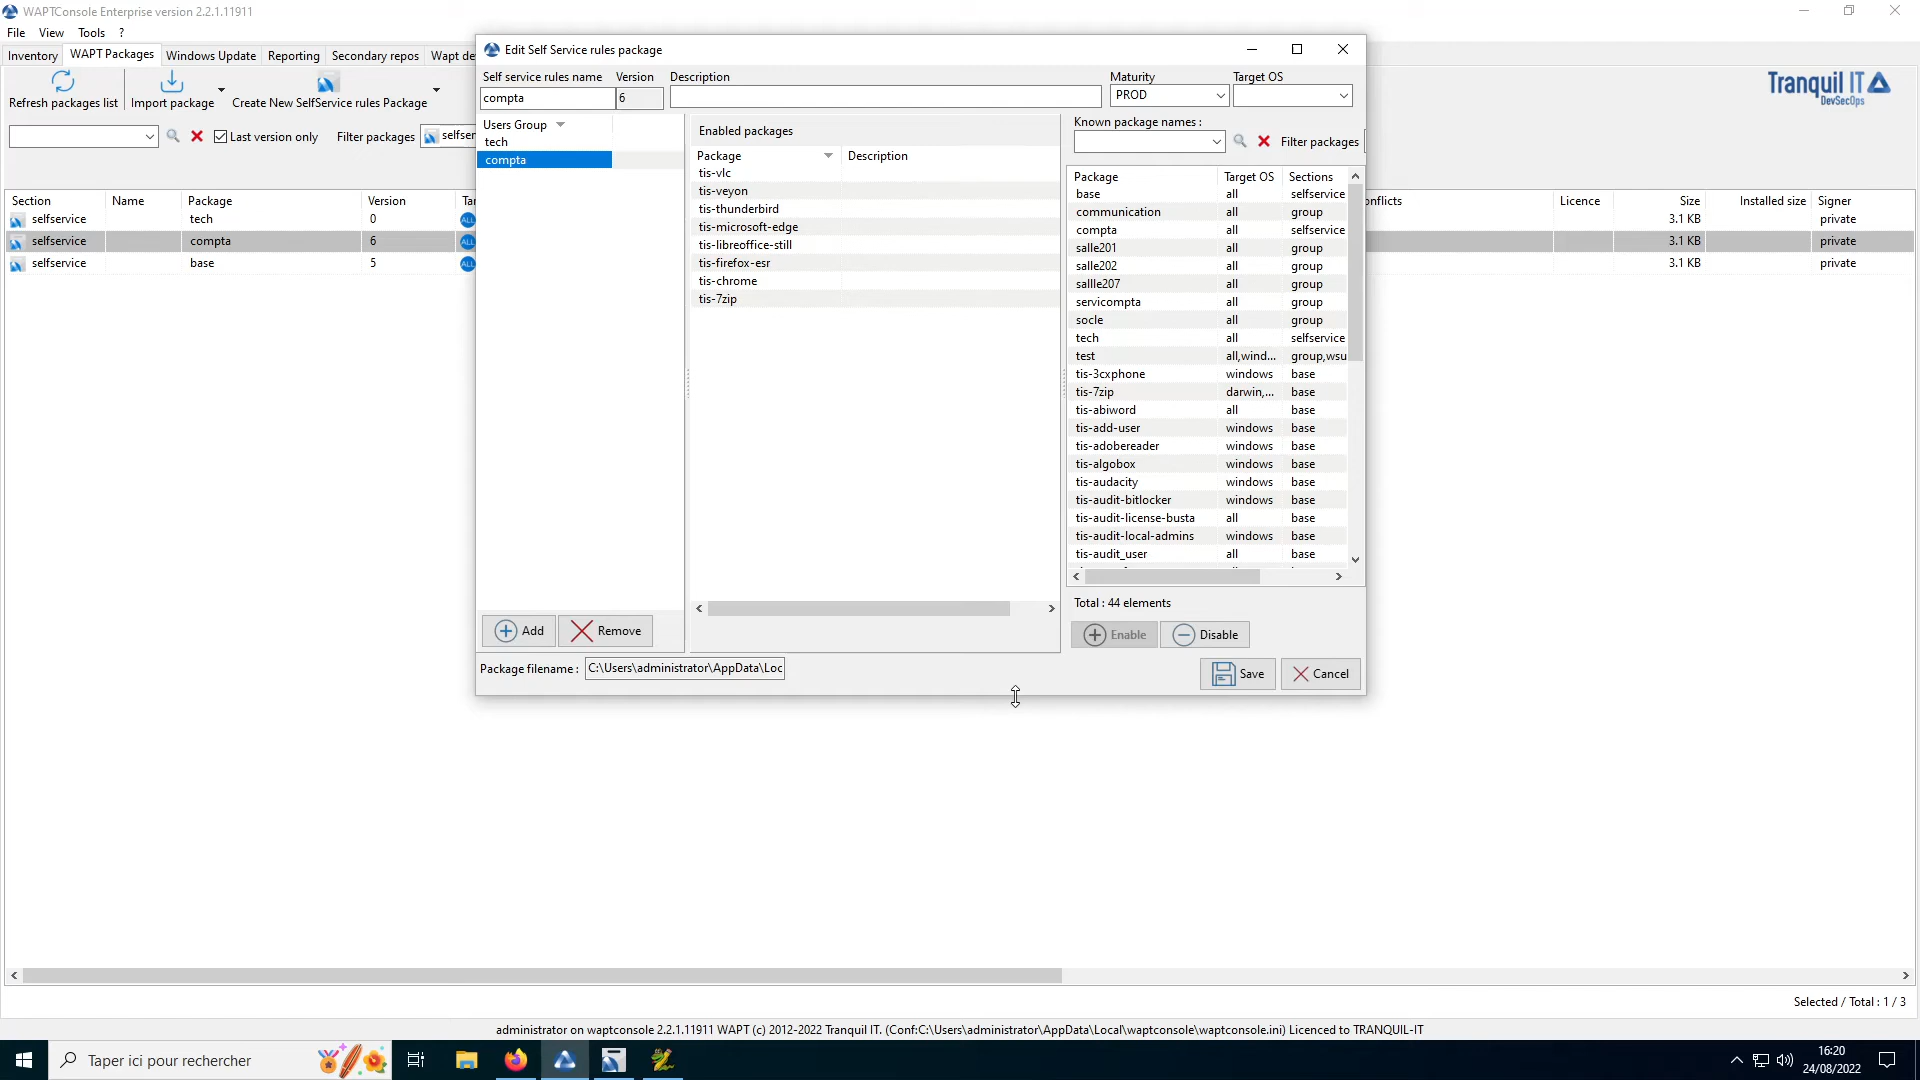 WAPTConsole Enterprise version 2.2.1.11911
File View Tools ?
Inventory WAPT Packages Windows Update Reporting Secondary repos Wapt de
Refresh packages list Import package Create New SelfService rules Package
Last version only Filter packages selfser
Section Name Package Version Tar
selfservice tech 0 ALL
selfservice compta 6 ALL
selfservice base 5 ALL
Edit Self Service rules package
Self service rules name Version Description Maturity Target OS
compta 6 PROD
Users Group
tech
compta
Enabled packages
Package Description
tis-vlc
tis-veyon
tis-thunderbird
tis-microsoft-edge
tis-libreoffice-still
tis-firefox-esr
tis-chrome
tis-7zip
Known package names :
Filter packages
Package Target OS Sections
base all selfservice
communication all group
compta all selfservice
salle201 all group
salle202 all group
sallle207 all group
servicompta all group
socle all group
tech all selfservice
test all,wind... group,wsu
tis-3cxphone windows base
tis-7zip darwin,... base
tis-abiword all base
tis-add-user windows base
tis-adobereader windows base
tis-algobox windows base
tis-audacity windows base
tis-audit-bitlocker windows base
tis-audit-license-busta all base
tis-audit-local-admins windows base
tis-audit_user all base
Total : 44 elements
Add Remove
Enable Disable
Package filename : C:\Users\administrator\AppData\Loc
Save Cancel
Tranquil IT
DevSecOps
onflicts Licence Size Installed size Signer
3.1 KB private
3.1 KB private
3.1 KB private
Selected / Total : 1 / 3
administrator on waptconsole 2.2.1.11911 WAPT (c) 2012-2022 Tranquil IT. (Conf:C:\Users\administrator\AppData\Local\waptconsole\waptconsole.ini) Licenced to TRANQUIL-IT
Taper ici pour rechercher
16:20
24/08/2022